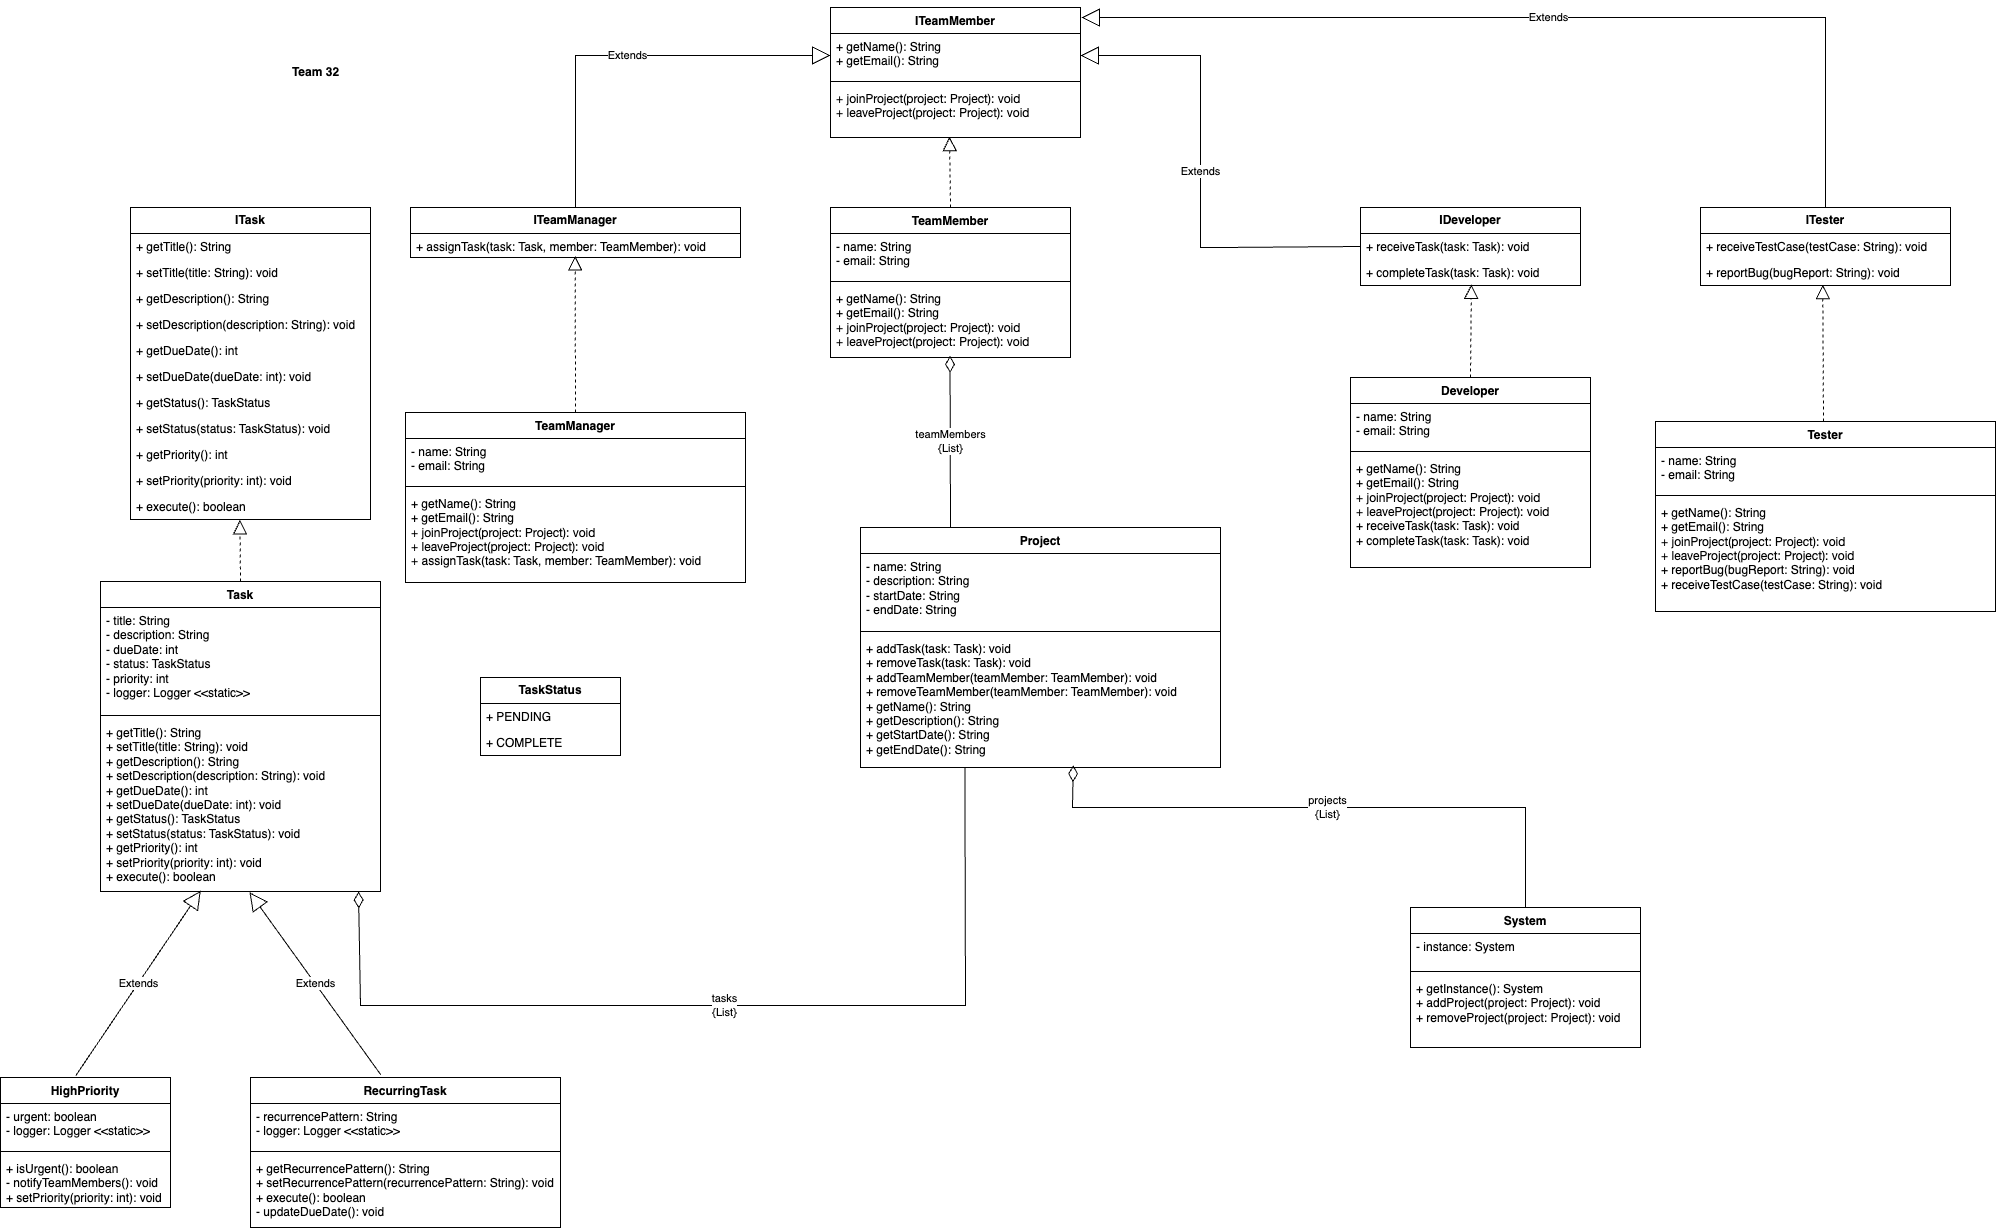 Team 32
ITeamMember
+ getName(): String
+ getEmail(): String
+ joinProject(project: Project): void
+ leaveProject(project: Project): void
Extends
Extends
Extends
ITask
+ getTitle(): String
+ setTitle(title: String): void
+ getDescription(): String
+ setDescription(description: String): void
+ getDueDate(): int
+ setDueDate(dueDate: int): void
+ getStatus(): TaskStatus
+ setStatus(status: TaskStatus): void
+ getPriority(): int
+ setPriority(priority: int): void
+ execute(): boolean
ITeamManager
+ assignTask(task: Task, member: TeamMember): void
TeamMember
- name: String
- email: String
+ getName(): String
+ getEmail(): String
+ joinProject(project: Project): void
+ leaveProject(project: Project): void
IDeveloper
+ receiveTask(task: Task): void
+ completeTask(task: Task): void
ITester
+ receiveTestCase(testCase: String): void
+ reportBug(bugReport: String): void
TeamManager
- name: String
- email: String
+ getName(): String
+ getEmail(): String
+ joinProject(project: Project): void
+ leaveProject(project: Project): void
+ assignTask(task: Task, member: TeamMember): void
teamMembers
{List}
Developer
- name: String
- email: String
+ getName(): String
+ getEmail(): String
+ joinProject(project: Project): void
+ leaveProject(project: Project): void
+ receiveTask(task: Task): void
+ completeTask(task: Task): void
Tester
- name: String
- email: String
+ getName(): String
+ getEmail(): String
+ joinProject(project: Project): void
+ leaveProject(project: Project): void
+ reportBug(bugReport: String): void
+ receiveTestCase(testCase: String): void
Task
- title: String
- description: String
- dueDate: int
- status: TaskStatus
- priority: int
- logger: Logger <<static>>
+ getTitle(): String
+ setTitle(title: String): void
+ getDescription(): String
+ setDescription(description: String): void
+ getDueDate(): int
+ setDueDate(dueDate: int): void
+ getStatus(): TaskStatus
+ setStatus(status: TaskStatus): void
+ getPriority(): int
+ setPriority(priority: int): void
+ execute(): boolean
TaskStatus
+ PENDING
+ COMPLETE
Project
- name: String
- description: String
- startDate: String
- endDate: String
+ addTask(task: Task): void
+ removeTask(task: Task): void
+ addTeamMember(teamMember: TeamMember): void
+ removeTeamMember(teamMember: TeamMember): void
+ getName(): String
+ getDescription(): String
+ getStartDate(): String
+ getEndDate(): String
projects
{List}
System
- instance: System
+ getInstance(): System
+ addProject(project: Project): void
+ removeProject(project: Project): void
Extends
Extends
tasks
{List}
HighPriority
- urgent: boolean
- logger: Logger <<static>>
+ isUrgent(): boolean
- notifyTeamMembers(): void
+ setPriority(priority: int): void
RecurringTask
- recurrencePattern: String
- logger: Logger <<static>>
+ getRecurrencePattern(): String
+ setRecurrencePattern(recurrencePattern: String): void
+ execute(): boolean
- updateDueDate(): void